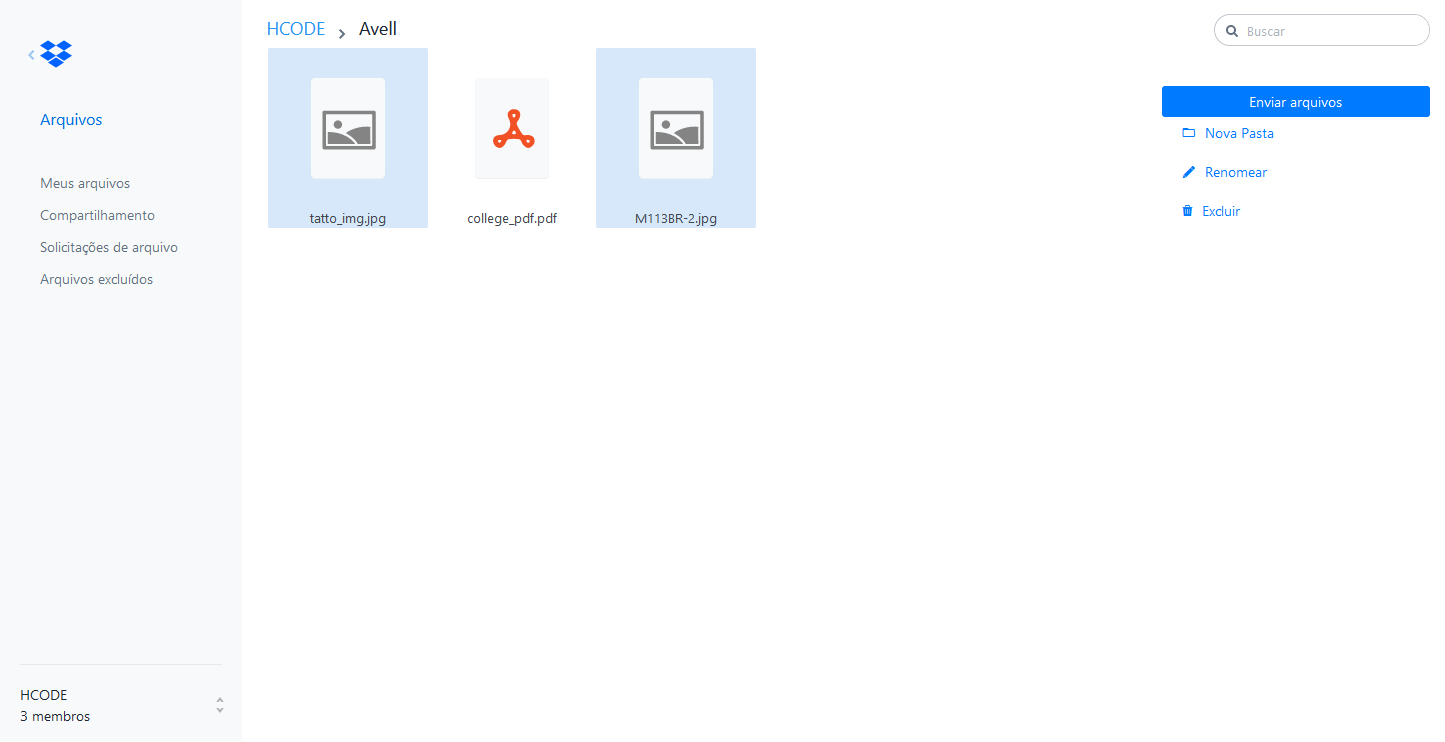 HCODE > Avell
Buscar
Arquivos
Meus arquivos
Compartilhamento
Solicitações de arquivo
Arquivos excluídos
tatto_img.jpg
college_pdf.pdf
M113BR-2.jpg
Enviar arquivos
Nova Pasta
Renomear
Excluir
HCODE
3 membros